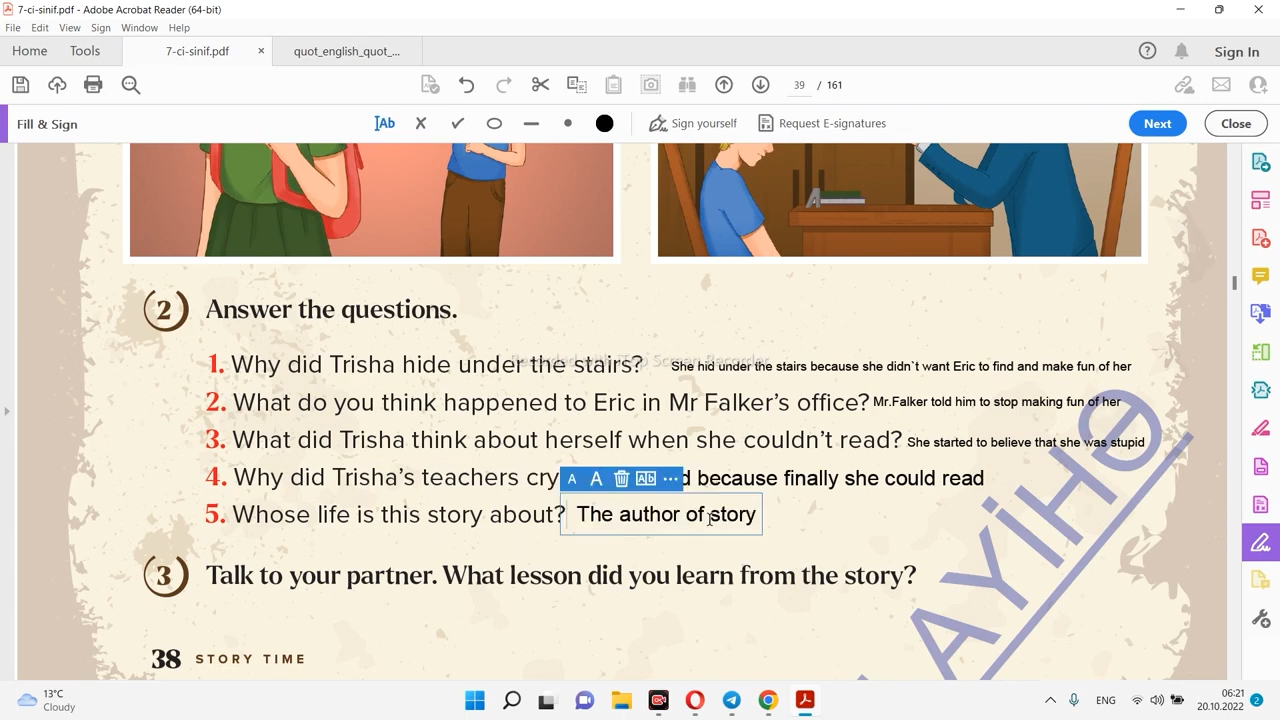 7-ci-sinif.pdf - Adobe Acrobat Reader (64-bit)
File Edit View Sign Window Help
Home Tools 7-ci-sinif.pdf × quot_english_quot_... Sign In
39 / 161
Fill & Sign Ab Sign yourself Request E-signatures Next Close
2 Answer the questions.
1. Why did Trisha hide under the stairs? She hid under the stairs because she didn`t want Eric to find and make fun of her
2. What do you think happened to Eric in Mr Falker's office? Mr.Falker told him to stop making fun of her
3. What did Trisha think about herself when she couldn't read? She started to believe that she was stupid
4. Why did Trisha's teachers cry because finally she could read
A A Ab ...
5. Whose life is this story about? The author of story
3 Talk to your partner. What lesson did you learn from the story?
38 STORY TIME
13°C
Cloudy
ENG
06:21
20.10.2022
2